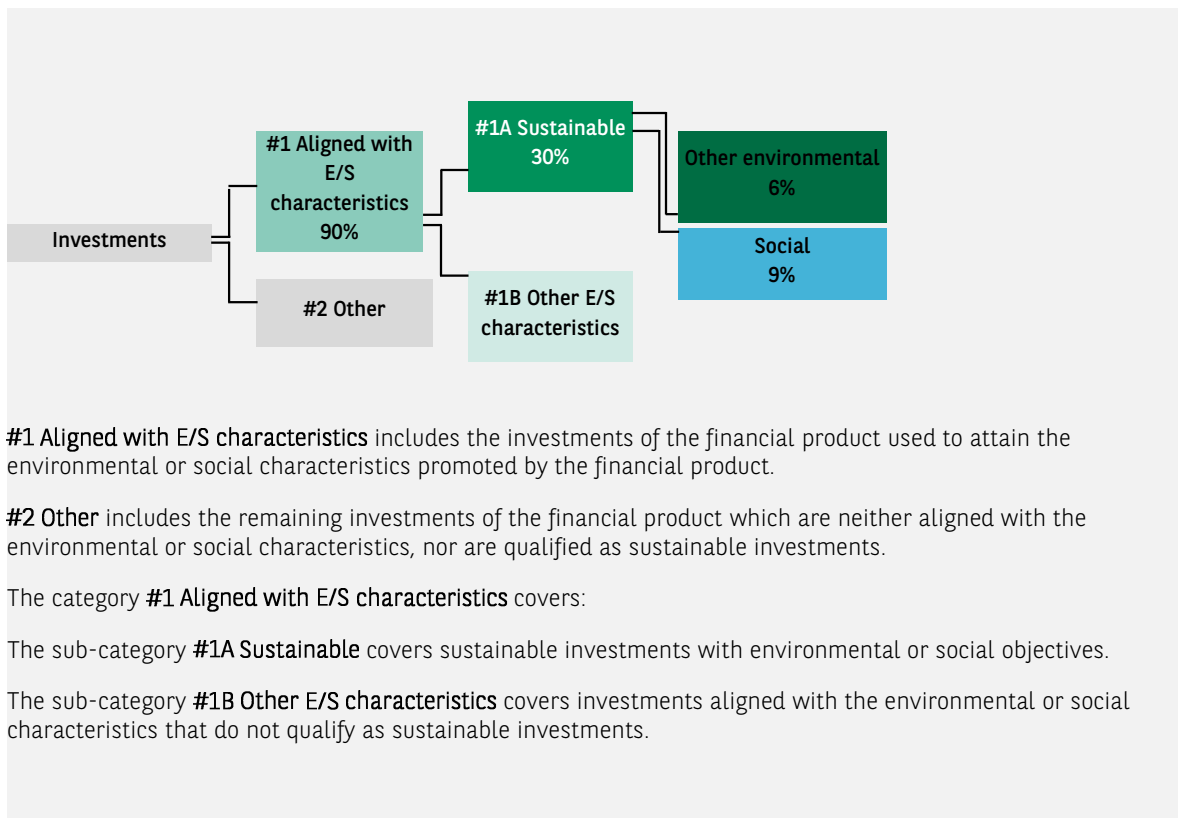 #1A Sustainable
30%
#1 Aligned with
E/S
characteristics
90%
Other environmental
6%
Investments
Social
9%
#2 Other
#1B Other E/S
characteristics
#1 Aligned with E/S characteristics includes the investments of the financial product used to attain the
environmental or social characteristics promoted by the financial product.
#2 Other includes the remaining investments of the financial product which are neither aligned with the
environmental or social characteristics, nor are qualified as sustainable investments.
The category #1 Aligned with E/S characteristics covers:
The sub-category #1A Sustainable covers sustainable investments with environmental or social objectives.
The sub-category #1B Other E/S characteristics covers investments aligned with the environmental or social
characteristics that do not qualify as sustainable investments.